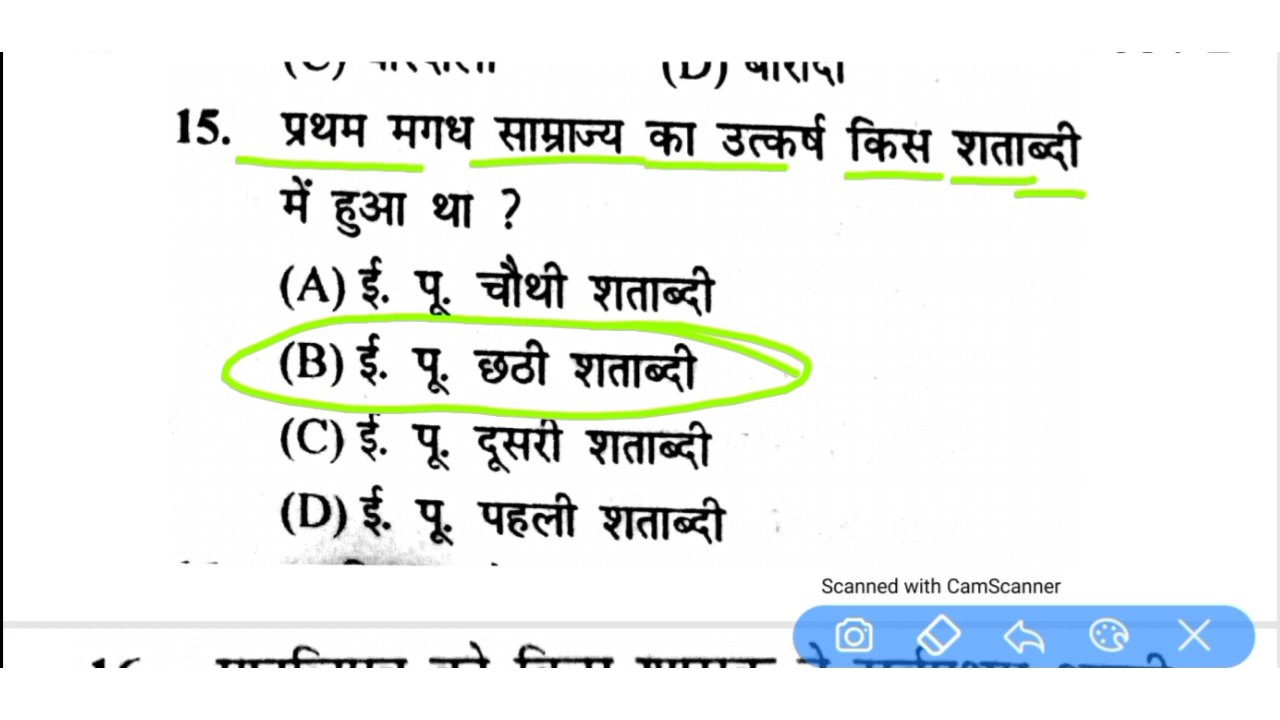 (D) बारादो
15. प्रथम मगध साम्राज्य का उत्कर्ष किस शताब्दी
में हुआ था ?
(A) ई. पू. चौथी शताब्दी
(B) ई. पू. छठी शताब्दी
(C) ई. पू. दूसरी शताब्दी
(D) ई. पू. पहली शताब्दी
Scanned with CamScanner